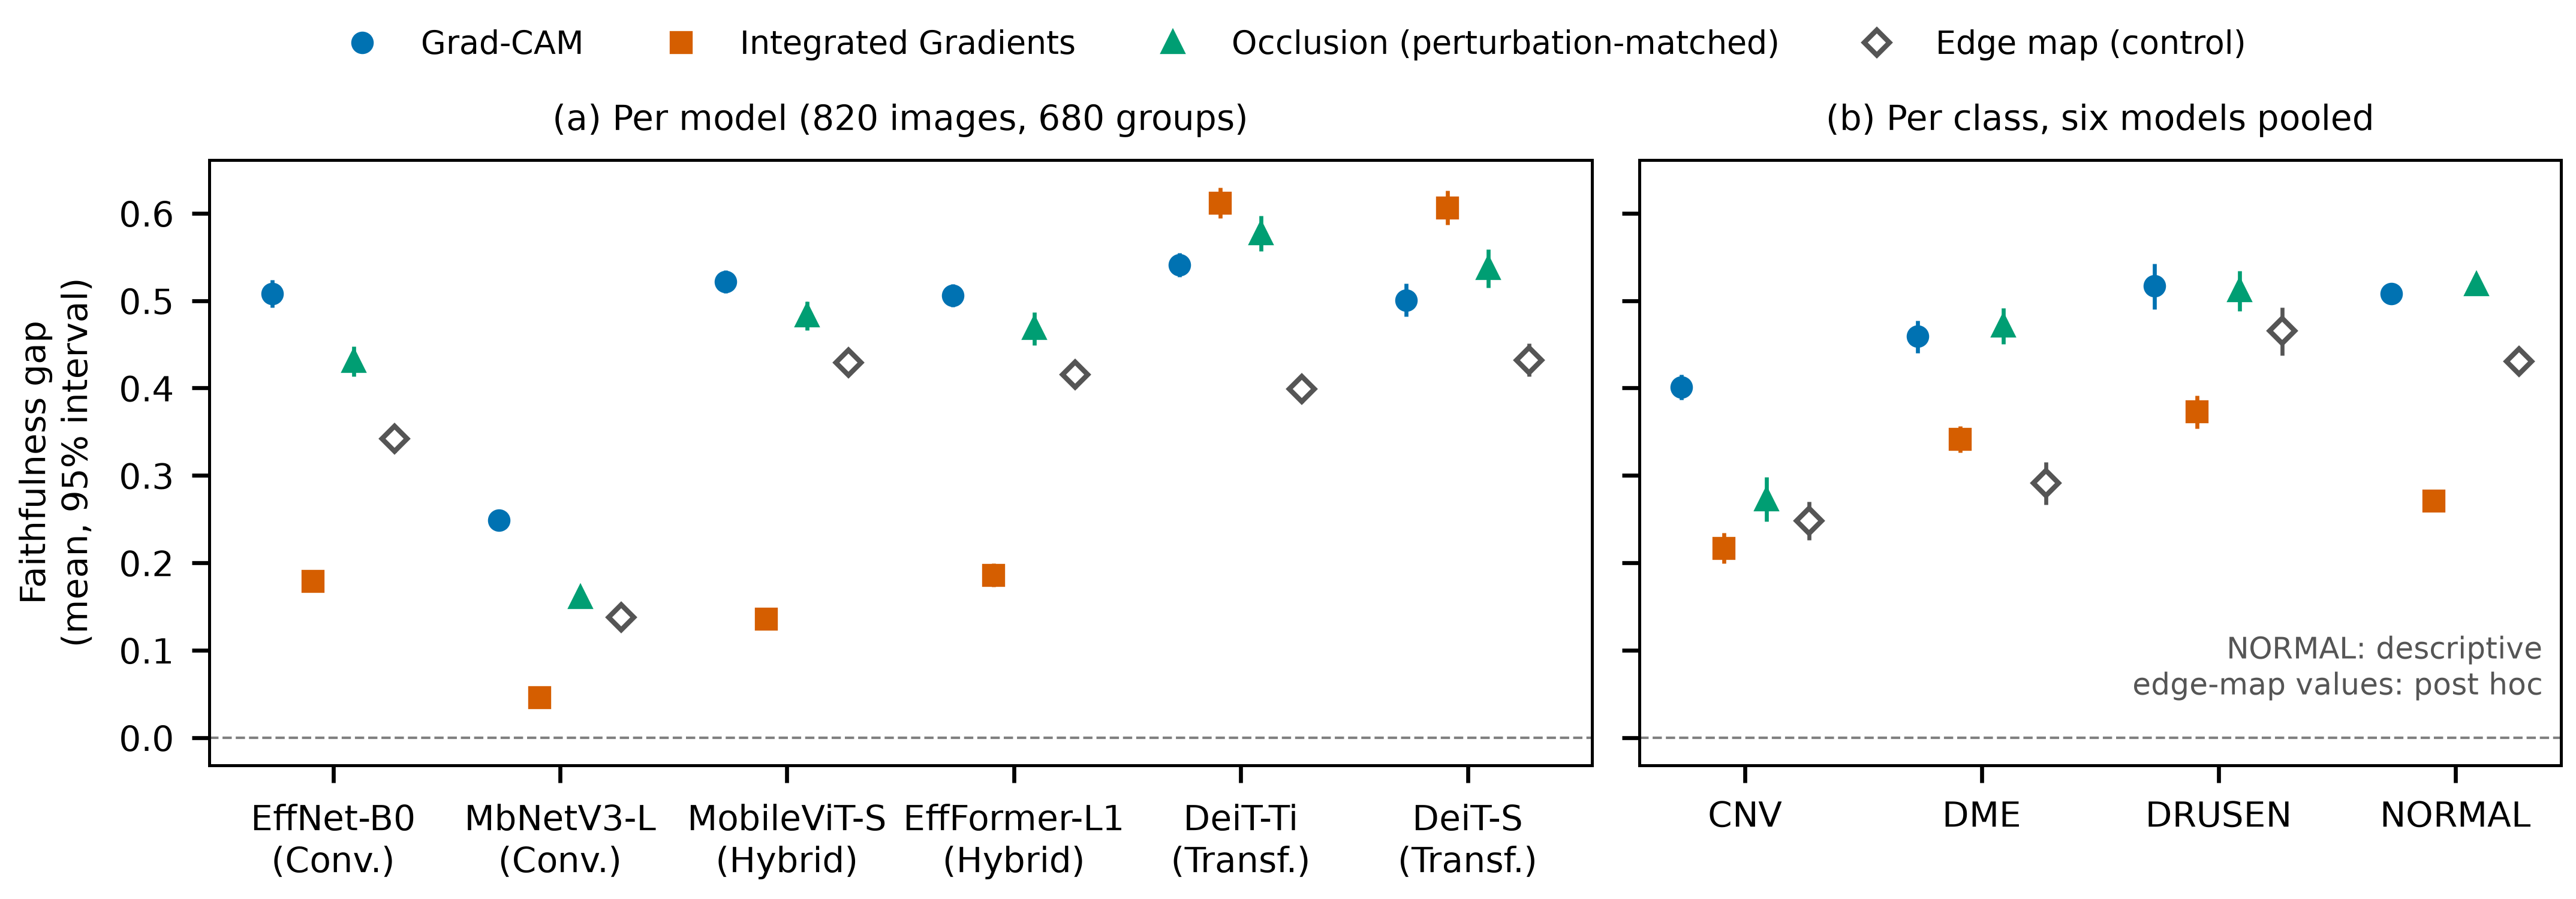 Grad-CAM
Integrated Gradients
Occlusion (perturbation-matched)
Edge map (control)
(a) Per model (820 images, 680 groups)
(b) Per class, six models pooled
Faithfulness gap
(mean, 95% interval)
0.6
0.5
0.4
0.3
0.2
0.1
0.0
EffNet-B0
(Conv.)
MbNetV3-L
(Conv.)
MobileViT-S
(Hybrid)
EffFormer-L1
(Hybrid)
DeiT-Ti
(Transf.)
DeiT-S
(Transf.)
NORMAL: descriptive
edge-map values: post hoc
CNV
DME
DRUSEN
NORMAL